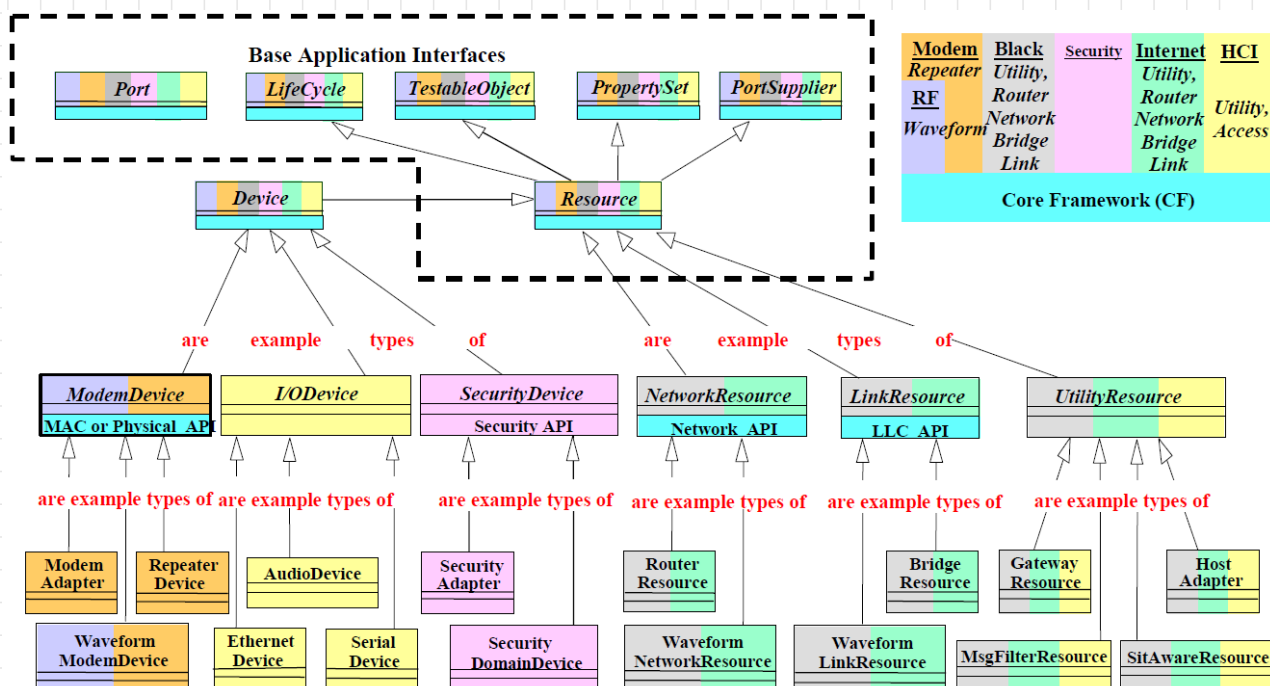 Base Application Interfaces
Port
LifeCycle
TestableObject
PropertySet
PortSupplier
Device
Resource
Modem
Repeater
RF
Waveform
Black
Utility,
Router
Network
Bridge
Link
Security
Internet
Utility,
Router
Network
Bridge
Link
HCI
Utility,
Access
Core Framework (CF)
are example types of
are example types of
ModemDevice
MAC or Physical API
I/ODevice
SecurityDevice
Security API
NetworkResource
Network API
LinkResource
LLC API
UtilityResource
are example types of
are example types of
are example types of
are example types of
are example types of
are example types of
Modem
Adapter
Repeater
Device
AudioDevice
Security
Adapter
Router
Resource
Bridge
Resource
Gateway
Resource
Host
Adapter
Waveform
ModemDevice
Ethernet
Device
Serial
Device
Security
DomainDevice
Waveform
NetworkResource
Waveform
LinkResource
MsgFilterResource
SitAwareResource